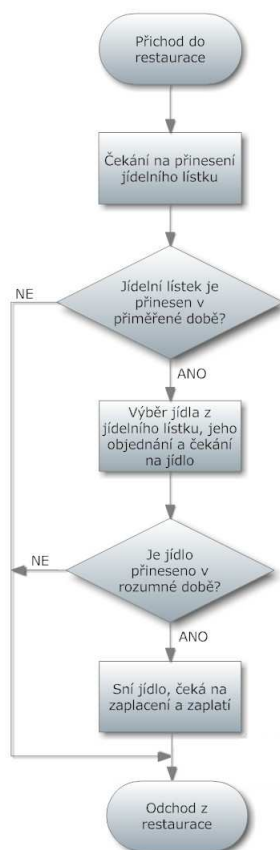 Příchod do
restaurace
Čekání na přinesení
jídelního lístku
Jídelní lístek je
přinesen v
přiměřené době?
NE
ANO
Výběr jídla z
jídelního lístku, jeho
objednání a čekání
na jídlo
Je jídlo
přineseno v
rozumné době?
NE
ANO
Sní jídlo, čeká na
zaplacení a zaplatí
Odchod z
restaurace